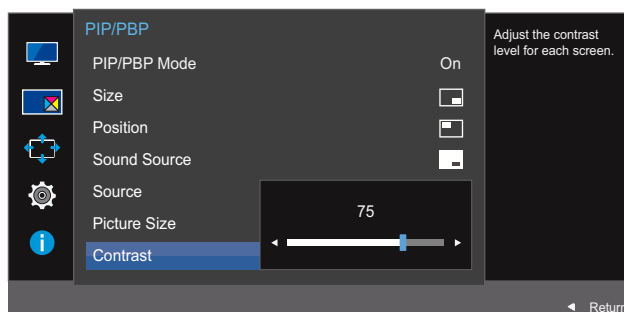 PIP/PBP
PIP/PBP Mode On
Size
Position
Sound Source
Source
Picture Size
Contrast
75
Adjust the contrast
level for each screen.
Return